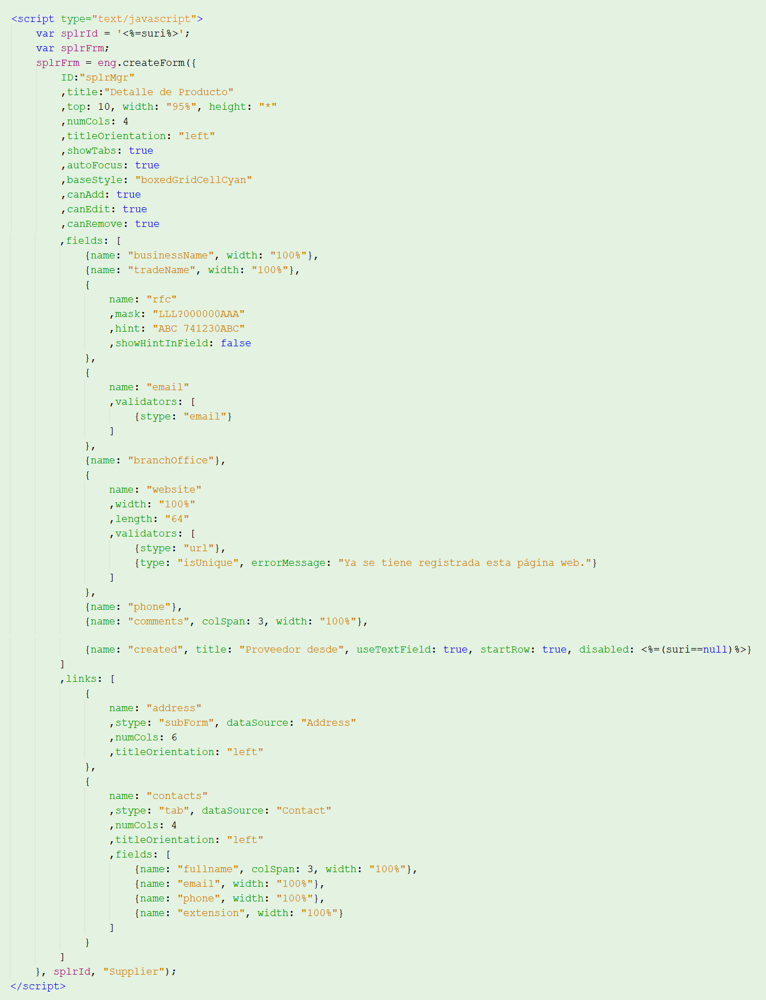 <script type="text/javascript">
    var splrId = '<%=suri%>';
    var splrFrm;
    splrFrm = eng.createForm({
        ID:"splrMgr"
        ,title:"Detalle de Producto"
        ,top: 10, width: "95%", height: "*"
        ,numCols: 4
        ,titleOrientation: "left"
        ,showTabs: true
        ,autoFocus: true
        ,baseStyle: "boxedGridCellCyan"
        ,canAdd: true
        ,canEdit: true
        ,canRemove: true
        ,fields: [
            {name: "businessName", width: "100%"},
            {name: "tradeName", width: "100%"},
            {
                name: "rfc"
                ,mask: "LLL?000000AAA"
                ,hint: "ABC 741230ABC"
                ,showHintInField: false
            },
            {
                name: "email"
                ,validators: [
                    {stype: "email"}
                ]
            },
            {name: "branchOffice"},
            {
                name: "website"
                ,width: "100%"
                ,length: "64"
                ,validators: [
                    {stype: "url"},
                    {type: "isUnique", errorMessage: "Ya se tiene registrada esta página web."}
                ]
            },
            {name: "phone"},
            {name: "comments", colSpan: 3, width: "100%"},
            {name: "created", title: "Proveedor desde", useTextField: true, startRow: true, disabled: <%=(suri==null)%>}
        ]
        ,links: [
            {
                name: "address"
                ,stype: "subForm", dataSource: "Address"
                ,numCols: 6
                ,titleOrientation: "left"
            },
            {
                name: "contacts"
                ,stype: "tab", dataSource: "Contact"
                ,numCols: 4
                ,titleOrientation: "left"
                ,fields: [
                    {name: "fullname", colSpan: 3, width: "100%"},
                    {name: "email", width: "100%"},
                    {name: "phone", width: "100%"},
                    {name: "extension", width: "100%"}
                ]
            }
        ]
    }, splrId, "Supplier");
</script>